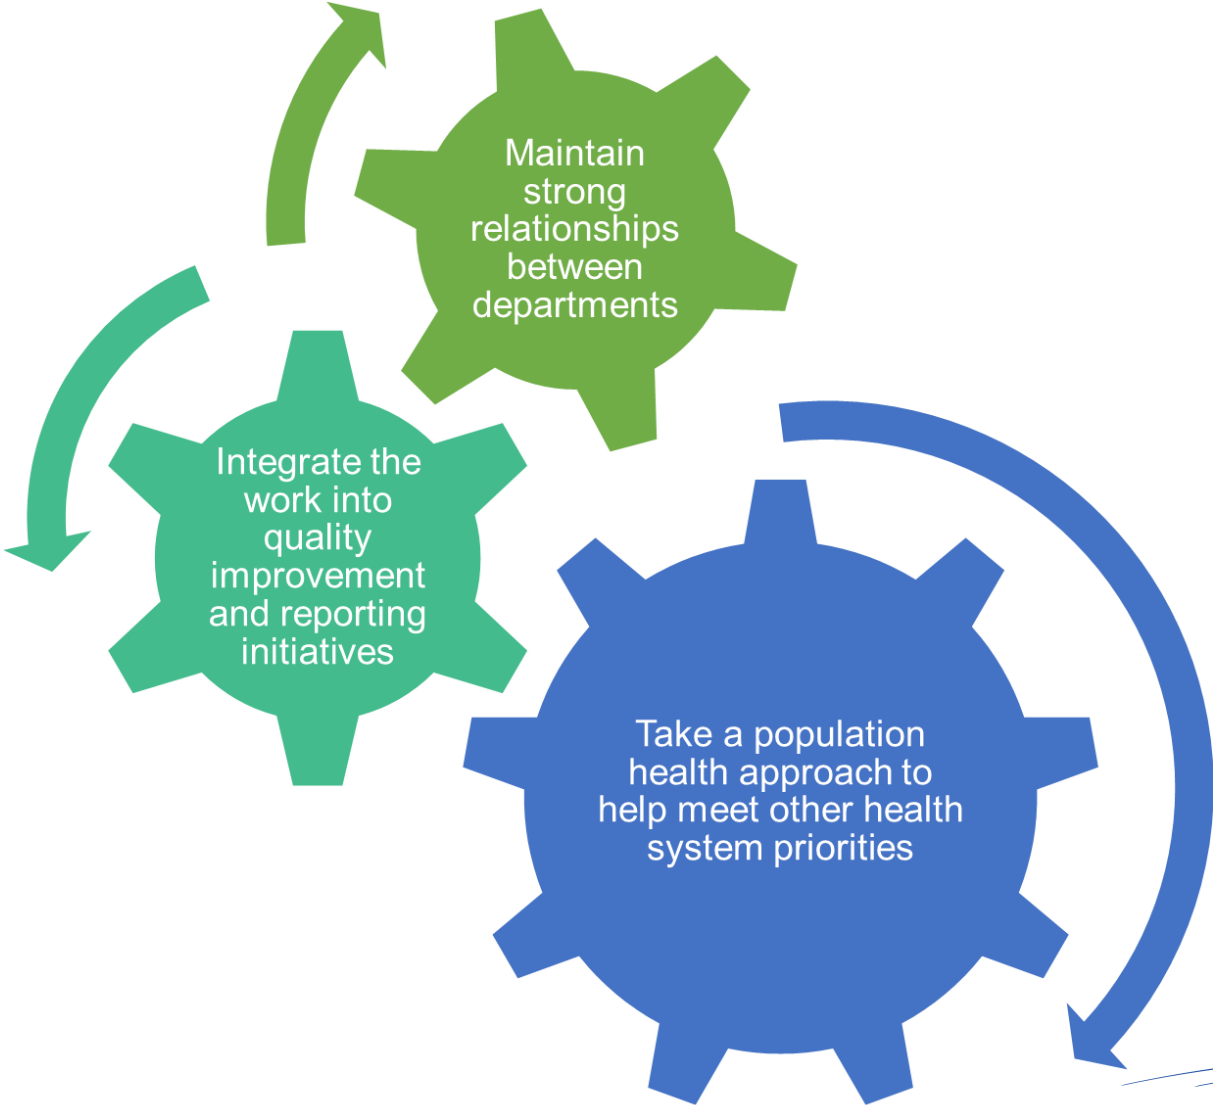 Maintain
strong
relationships
between
departments
Integrate the
work into
quality
improvement
and reporting
initiatives
Take a population
health approach to
help meet other health
system priorities